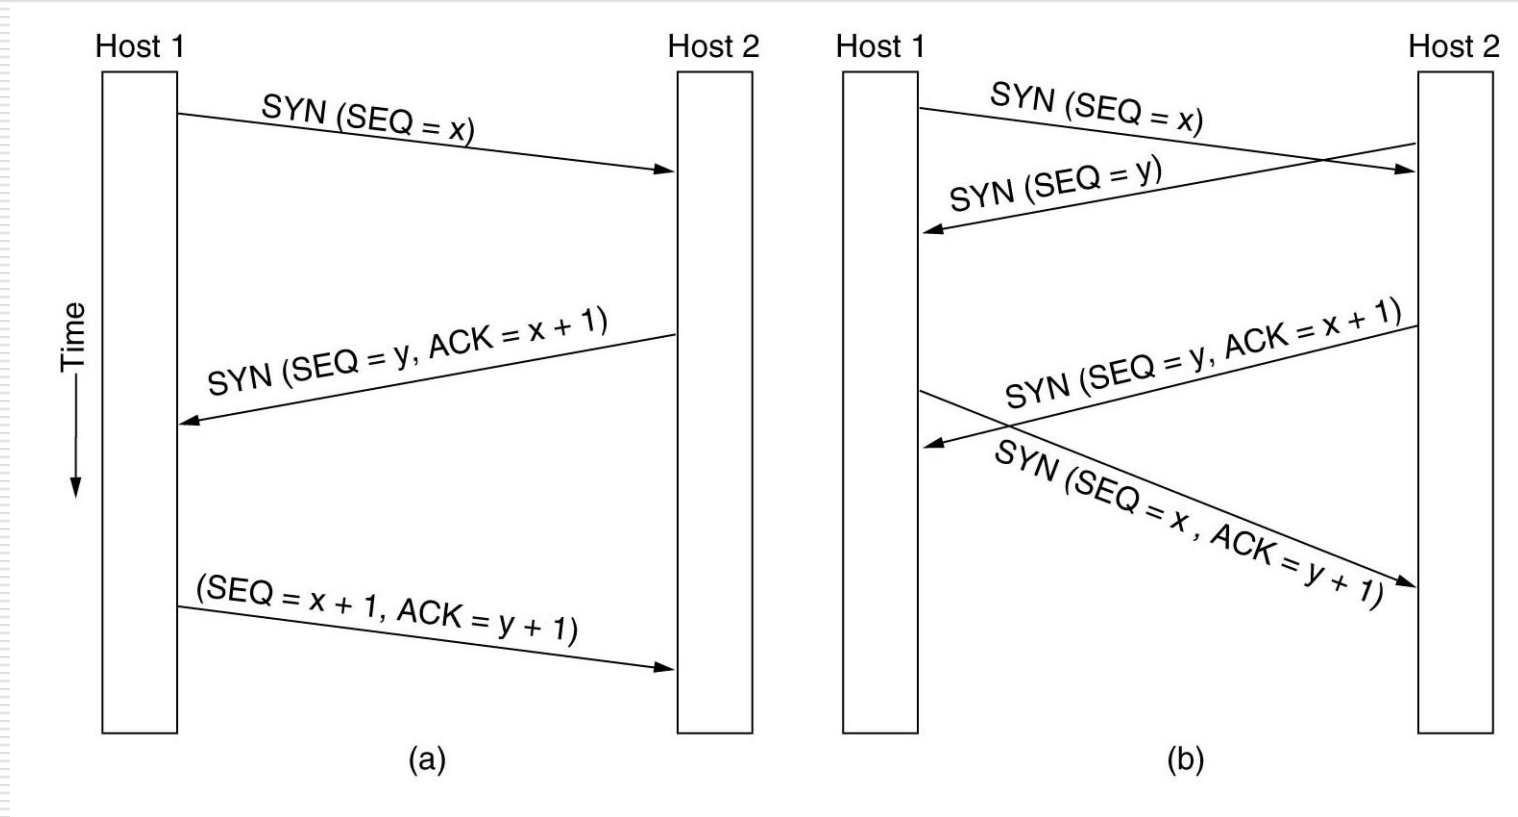 Host 1
Host 2
SYN (SEQ = x)
SYN (SEQ = y, ACK = x + 1)
Time
(SEQ = x + 1, ACK = y + 1)
(a)
Host 1
Host 2
SYN (SEQ = x)
SYN (SEQ = y)
SYN (SEQ = y, ACK = x + 1)
SYN (SEQ = x , ACK = y + 1)
(b)